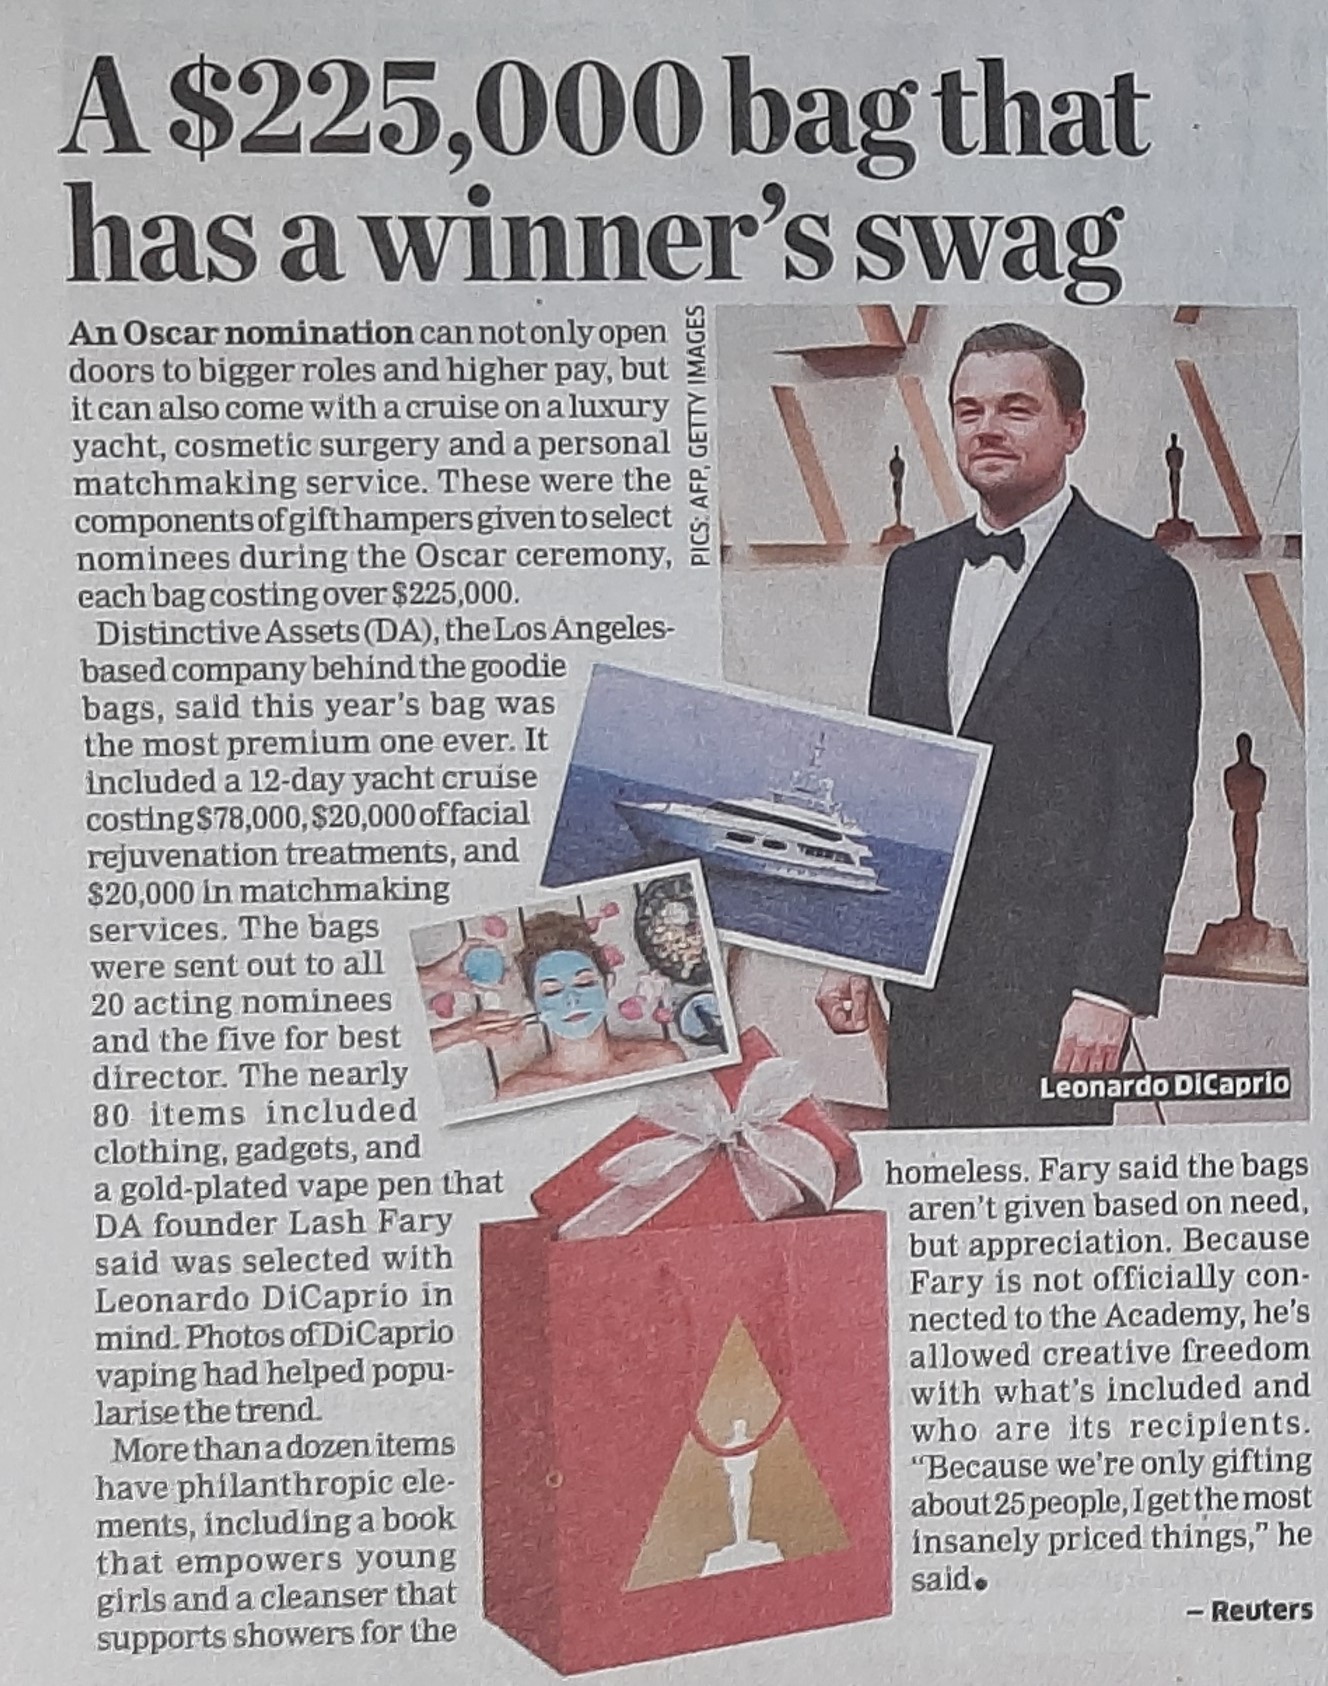 A $225,000 bag that
has a winner's swag
An Oscar nomination can not only open
doors to bigger roles and higher pay, but
it can also come with a cruise on a luxury
yacht, cosmetic surgery and a personal
matchmaking service. These were the
components of gift hampers given to select
nominees during the Oscar ceremony,
each bag costing over $225,000.
Distinctive Assets (DA), the Los Angeles-
based company behind the goodie
bags, said this year's bag was
the most premium one ever. It
included a 12-day yacht cruise
costing $78,000, $20,000 of facial
rejuvenation treatments, and
$20,000 in matchmaking
services. The bags
were sent out to all
20 acting nominees
and the five for best
director. The nearly
80 items included
clothing, gadgets, and
a gold-plated vape pen that
DA founder Lash Fary
said was selected with
Leonardo DiCaprio in
mind. Photos of DiCaprio
vaping had helped popu-
larise the trend.
More than a dozen items
have philanthropic ele-
ments, including a book
that empowers young
girls and a cleanser that
supports showers for the
PICS: AFP, GETTY IMAGES
Leonardo DiCaprio
homeless. Fary said the bags
aren't given based on need,
but appreciation. Because
Fary is not officially con-
nected to the Academy, he's
allowed creative freedom
with what's included and
who are its recipients.
"Because we're only gifting
about 25 people, I get the most
insanely priced things," he
said●
– Reuters